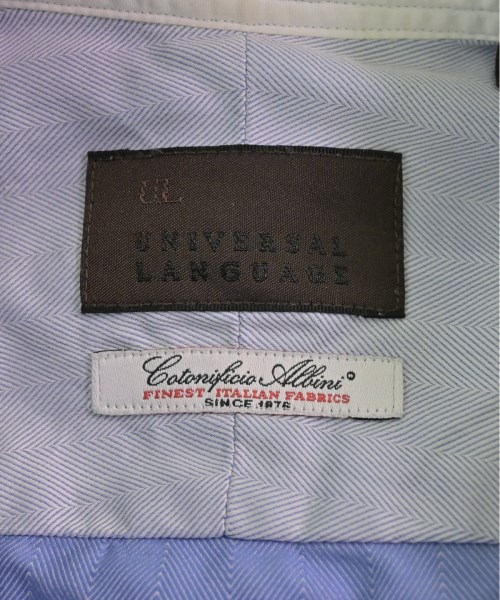 UL
UNIVERSAL
LANGUAGE
Cotonificio Albini®
FINEST ITALIAN FABRICS
SINCE 1876